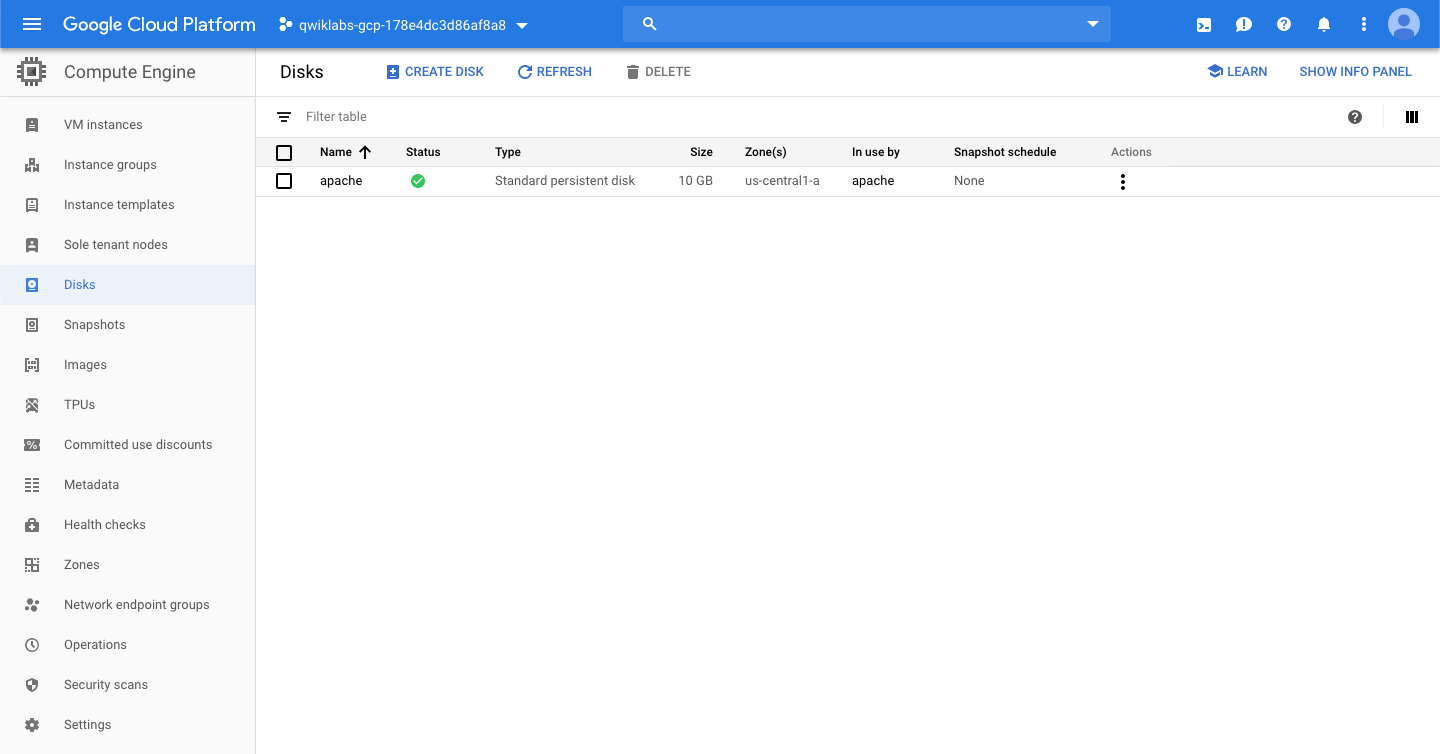 Google Cloud Platform qwiklabs-gcp-178e4dc3d86af8a8
Compute Engine
Disks CREATE DISK REFRESH DELETE LEARN SHOW INFO PANEL
Filter table
Name Status Type Size Zone(s) In use by Snapshot schedule Actions
apache Standard persistent disk 10 GB us-central1-a apache None
VM instances
Instance groups
Instance templates
Sole tenant nodes
Disks
Snapshots
Images
TPUs
Committed use discounts
Metadata
Health checks
Zones
Network endpoint groups
Operations
Security scans
Settings